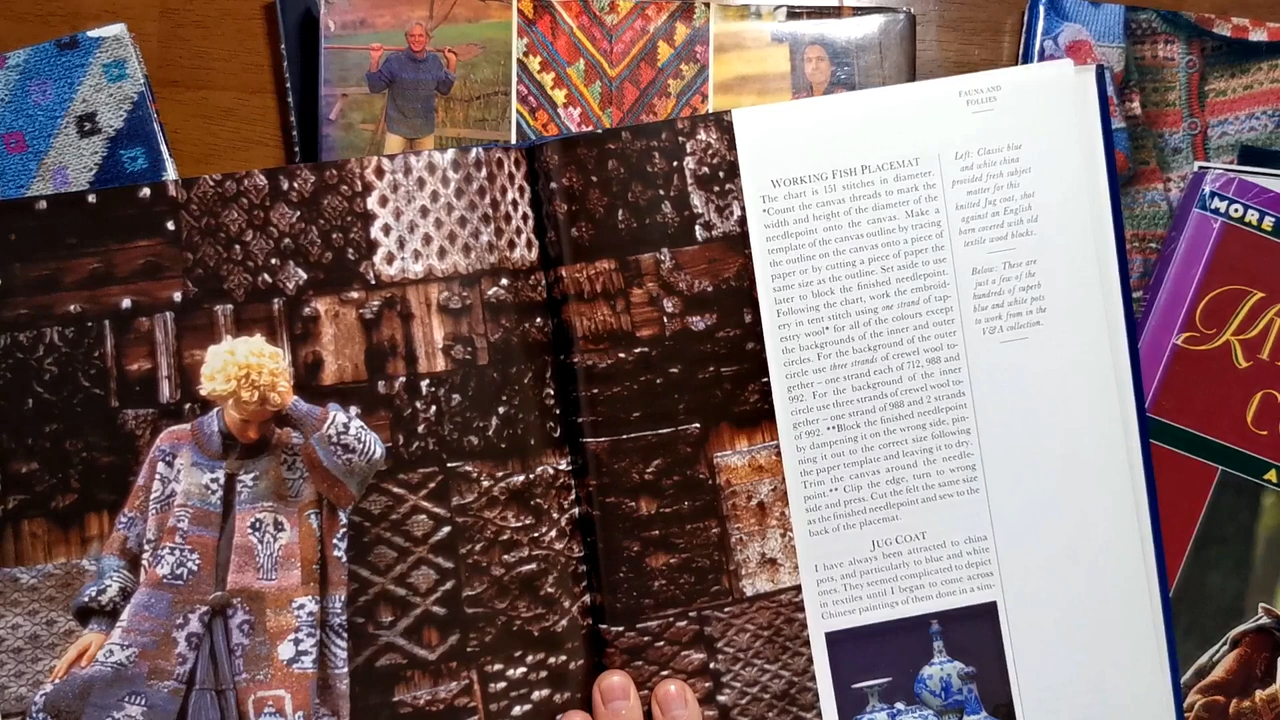 FAUNA AND
FOLLIES
WORKING FISH PLACEMAT
The chart is 151 stitches in diameter.
*Count the canvas threads to mark the
width and height of the diameter of the
needlepoint onto the canvas. Make a
template of the canvas outline by tracing
the outline on the canvas onto a piece of
paper or by cutting a piece of paper the
same size as the outline. Set aside to use
later to block the finished needlepoint.
Following the chart, work the embroid-
ery in tent stitch using one strand of tap-
estry wool* for all of the colours except
the backgrounds of the inner and outer
circles. For the background of the outer
circle use three strands of crewel wool to-
gether – one strand each of 712, 988 and
992. For the background of the inner
circle use three strands of crewel wool to-
gether – one strand of 988 and 2 strands
of 992. **Block the finished needlepoint
by dampening it on the wrong side, pin-
ning it out to the correct size following
the paper template and leaving it to dry.
Trim the canvas around the needle-
point.** Clip the edge, turn to wrong
side and press. Cut the felt the same size
as the finished needlepoint and sew to the
back of the placemat.
JUG COAT
I have always been attracted to china
pots, and particularly to blue and white
ones. They seemed complicated to depict
in textiles until I began to come across
Chinese paintings of them done in a sim-
Left: Classic blue
and white china
provided fresh subject
matter for this
knitted Jug coat, shot
against an English
barn covered with old
textile wood blocks.
Below: These are
just a few of the
hundreds of superb
blue and white pots
to work from in the
V&A collection.
MORE